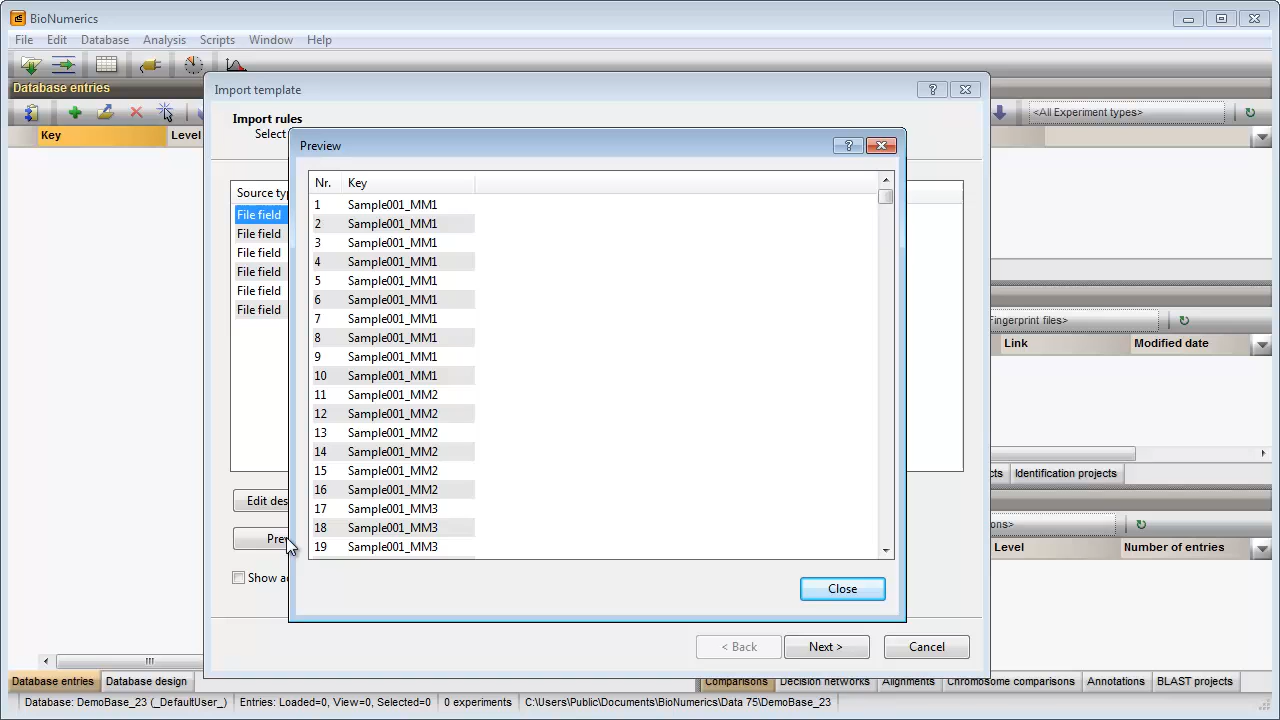 BioNumerics
File Edit Database Analysis Scripts Window Help
Database entries
<All Experiment types>
Key Level
Import template
Import rules
Select
Source ty
File field
File field
File field
File field
File field
File field
Edit des
Pre
Show a
< Back Next > Cancel
Preview
Nr. Key
1 Sample001_MM1
2 Sample001_MM1
3 Sample001_MM1
4 Sample001_MM1
5 Sample001_MM1
6 Sample001_MM1
7 Sample001_MM1
8 Sample001_MM1
9 Sample001_MM1
10 Sample001_MM1
11 Sample001_MM2
12 Sample001_MM2
13 Sample001_MM2
14 Sample001_MM2
15 Sample001_MM2
16 Sample001_MM2
17 Sample001_MM3
18 Sample001_MM3
19 Sample001_MM3
Close
Fingerprint files>
Link Modified date
cts Identification projects
ons>
Level Number of entries
Database entries Database design
Comparisons Decision networks Alignments Chromosome comparisons Annotations BLAST projects
Database: DemoBase_23 (_DefaultUser_) Entries: Loaded=0, View=0, Selected=0 0 experiments C:\Users\Public\Documents\BioNumerics\Data 75\DemoBase_23